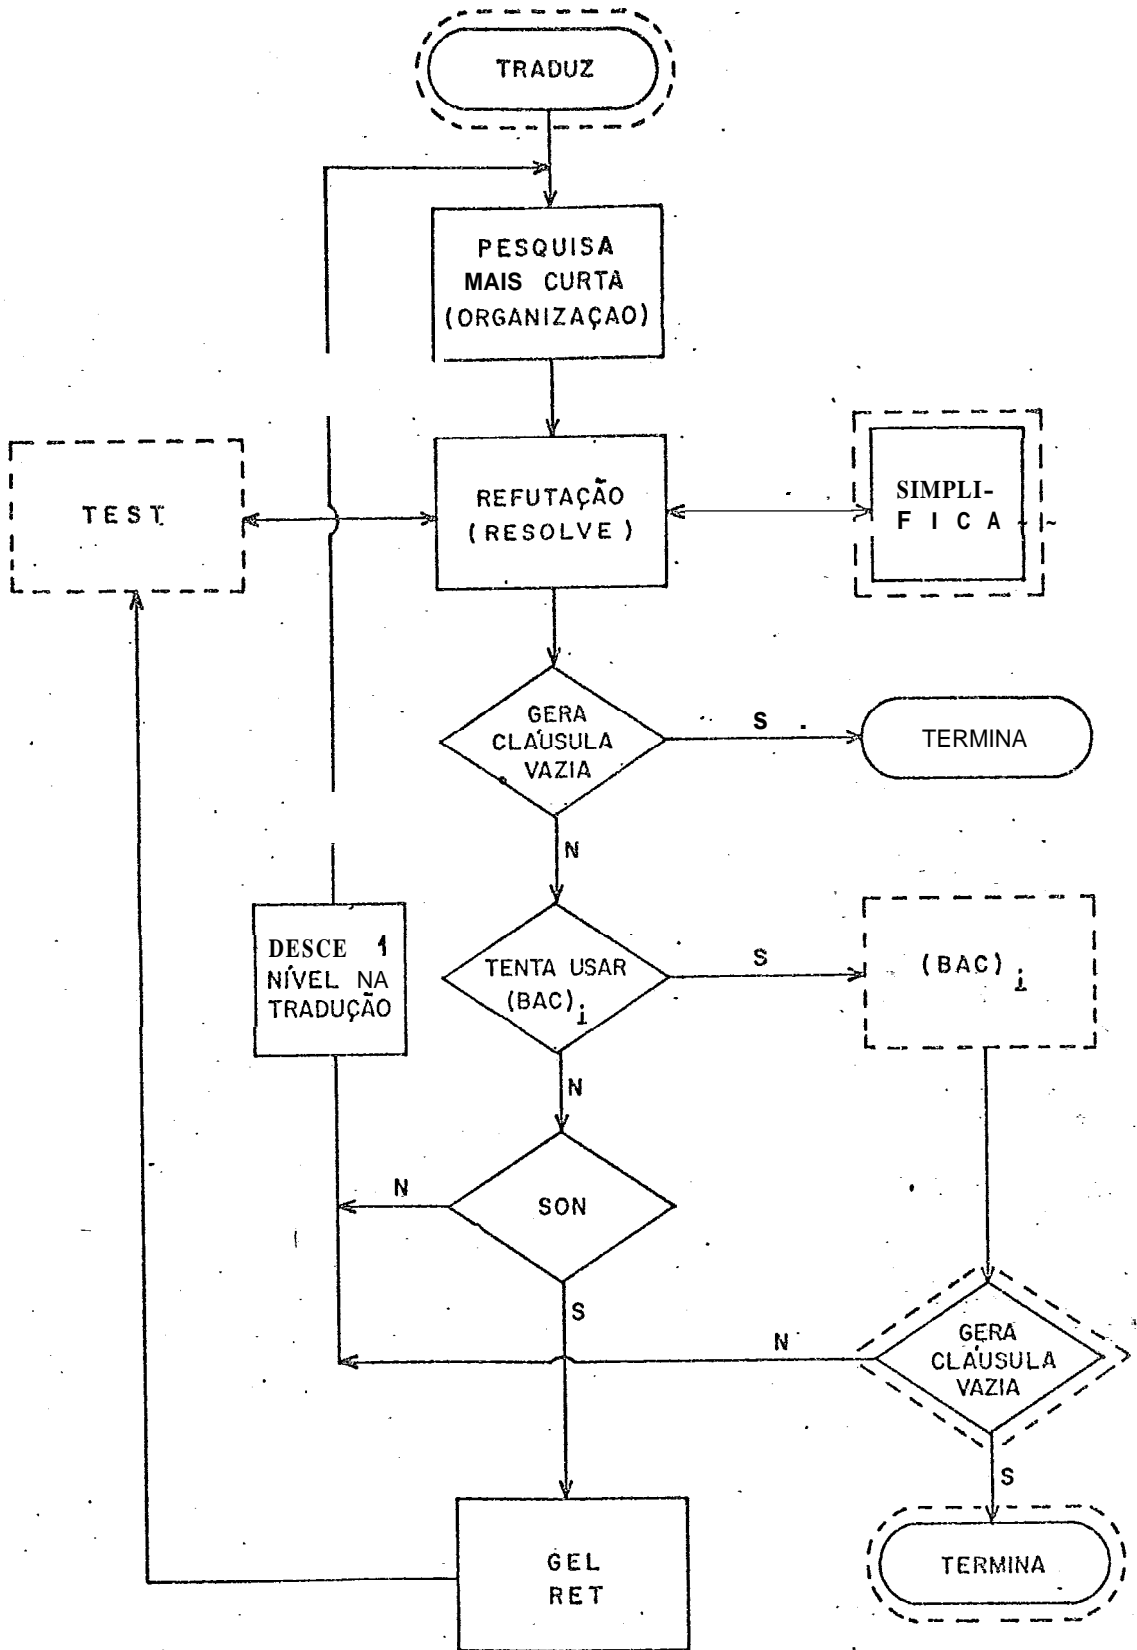 TRADUZ
PESQUISA
MAIS CURTA
(ORGANIZAÇAO)
TEST
REFUTAÇÃO
(RESOLVE)
SIMPLI-
FICA
GERA
CLÁUSULA
VAZIA
S
TERMINA
N
DESCE 1
NÍVEL NA
TRADUÇÃO
TENTA USAR
(BAC)i
S
(BAC)i
N
SON
N
S
N
GERA
CLÁUSULA
VAZIA
S
TERMINA
GEL
RET